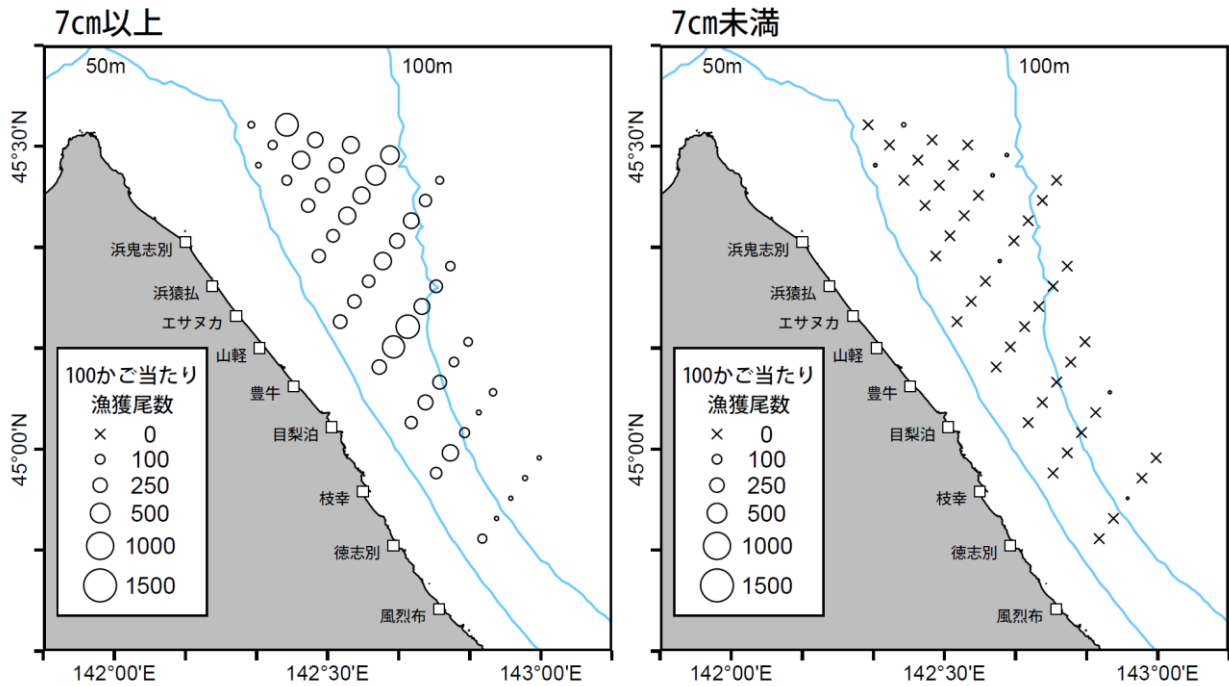 7cm以上
50m
100m
45°30'N
45°00'N
浜鬼志別
浜猿払
エサヌカ
山軽
豊牛
目梨泊
枝幸
徳志別
風烈布
100かご当たり
漁獲尾数
0
100
250
500
1000
1500
142°00'E
142°30'E
143°00'E
7cm未満
50m
100m
45°30'N
45°00'N
浜鬼志別
浜猿払
エサヌカ
山軽
豊牛
目梨泊
枝幸
徳志別
風烈布
100かご当たり
漁獲尾数
0
100
250
500
1000
1500
142°00'E
142°30'E
143°00'E